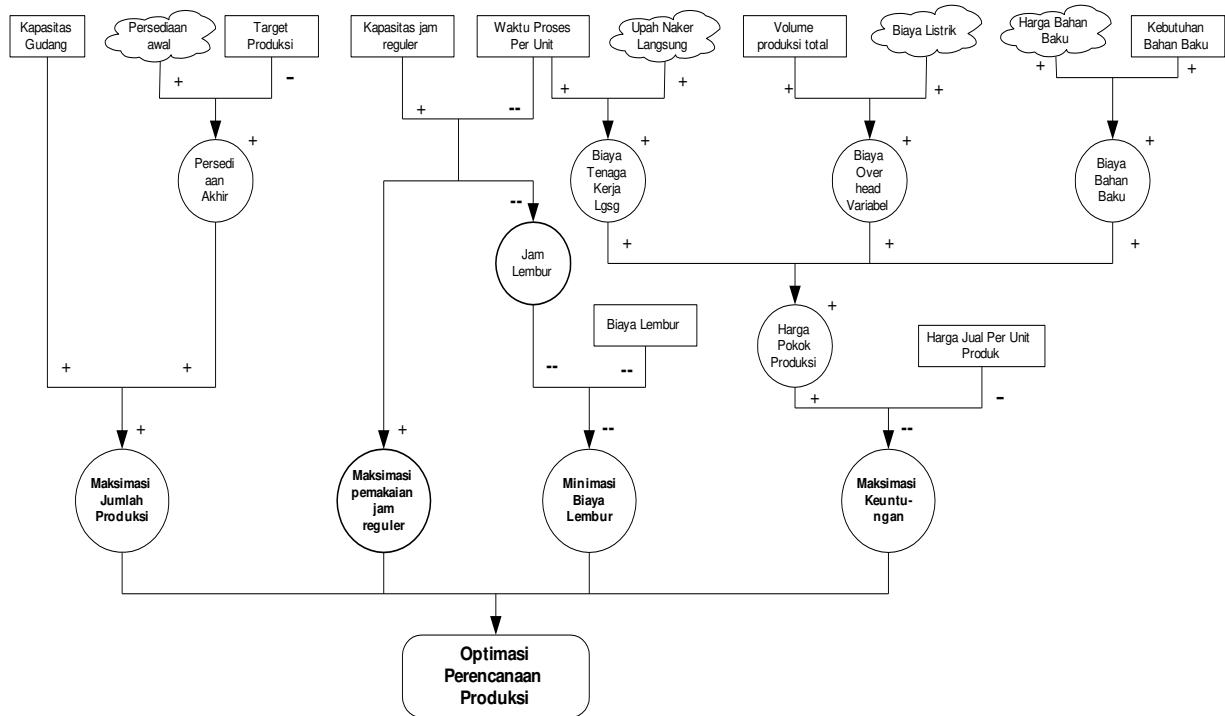 Kapasitas
Gudang
Persediaan
awal
Target
Produksi
Kapasitas jam
reguler
Waktu Proses
Per Unit
Upah Naker
Langsung
Volume
produksi total
Biaya Listrik
Harga Bahan
Baku
Kebutuhan
Bahan Baku
+
–
+
--
+
+
+
+
+
+
+
Persedi
aan
Akhir
+
Biaya
Tenaga
Kerja
Lgsg
+
Biaya
Over
head
Variabel
+
Biaya
Bahan
Baku
+
--
Jam
Lembur
+
+
+
Biaya Lembur
Harga
Pokok
Produksi
+
Harga Jual Per Unit
Produk
+
+
--
--
+
–
+
+
--
--
Maksimasi
Jumlah
Produksi
Maksimasi
pemakaian
jam
reguler
Minimasi
Biaya
Lembur
Maksimasi
Keuntu-
ngan
Optimasi
Perencanaan
Produksi